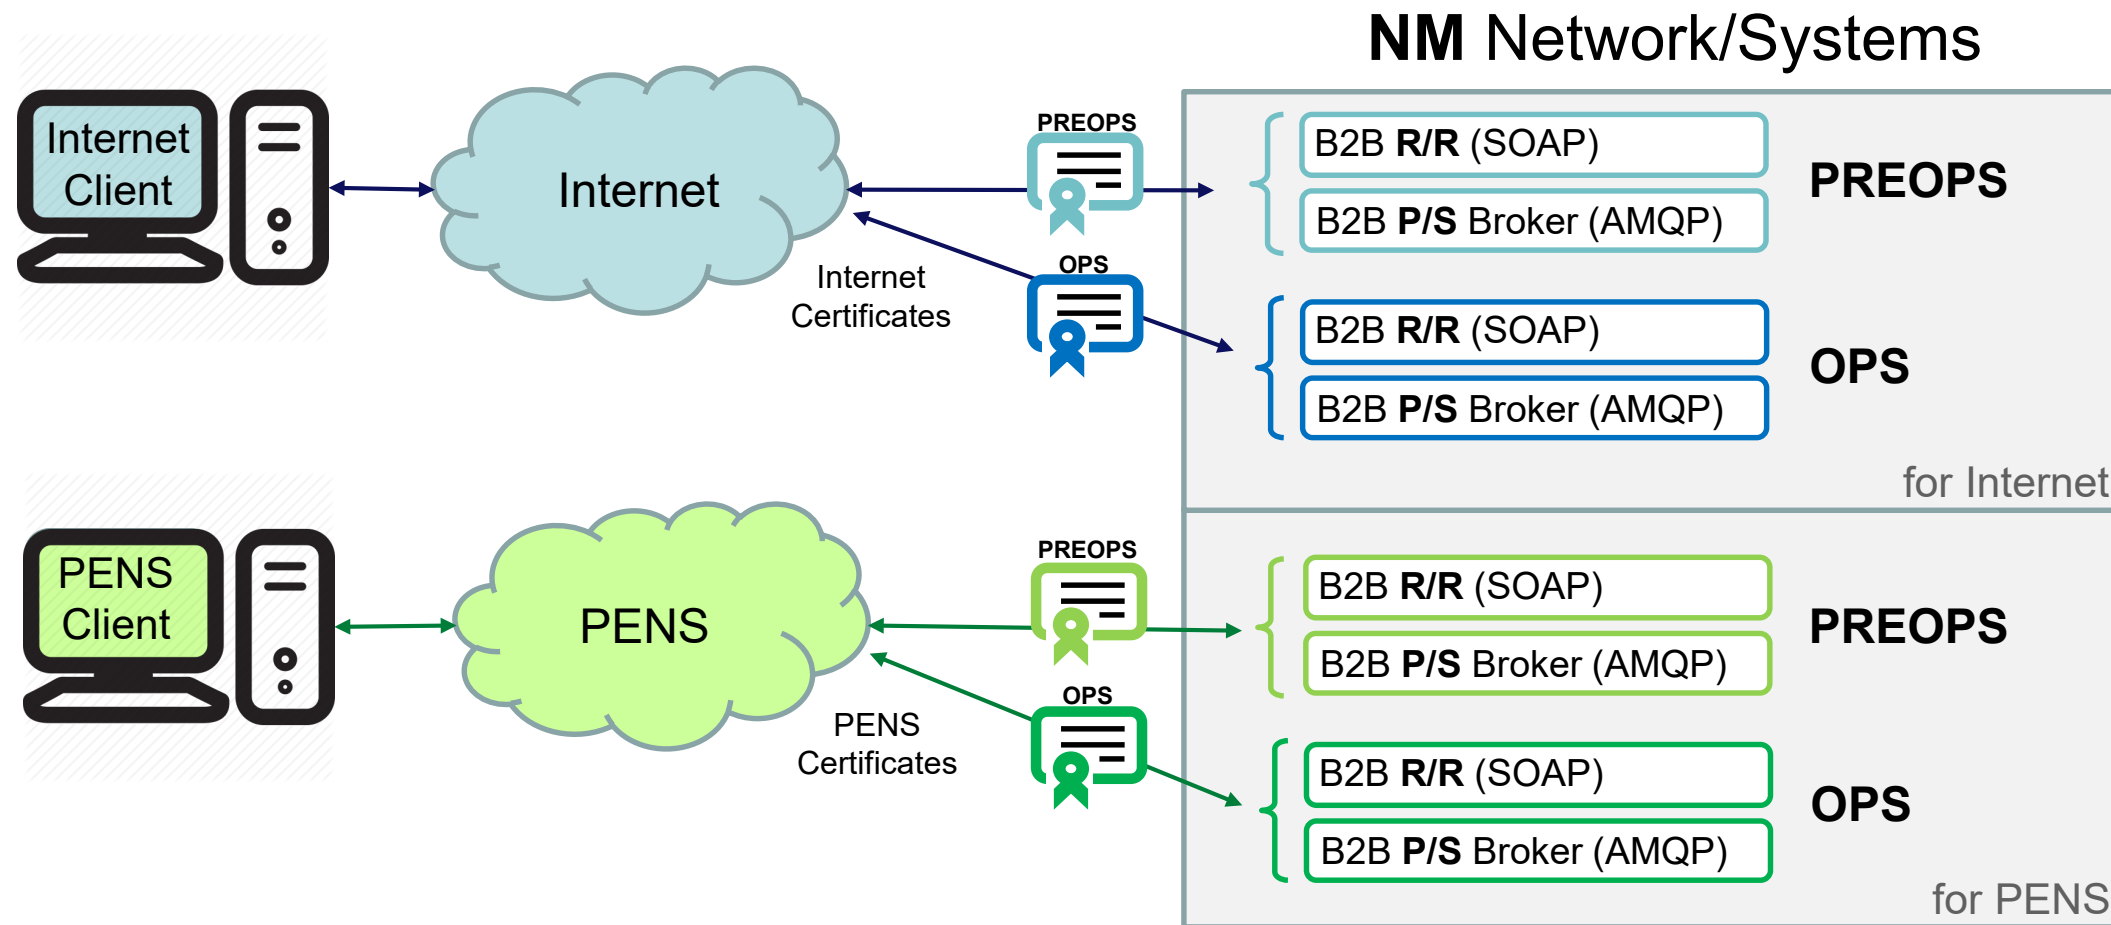 NM Network/Systems
Internet
Client
Internet
PREOPS
OPS
Internet
Certificates
B2B R/R (SOAP)
B2B P/S Broker (AMQP)
PREOPS
B2B R/R (SOAP)
B2B P/S Broker (AMQP)
OPS
for Internet
PENS
Client
PENS
PREOPS
OPS
PENS
Certificates
B2B R/R (SOAP)
B2B P/S Broker (AMQP)
PREOPS
B2B R/R (SOAP)
B2B P/S Broker (AMQP)
OPS
for PENS